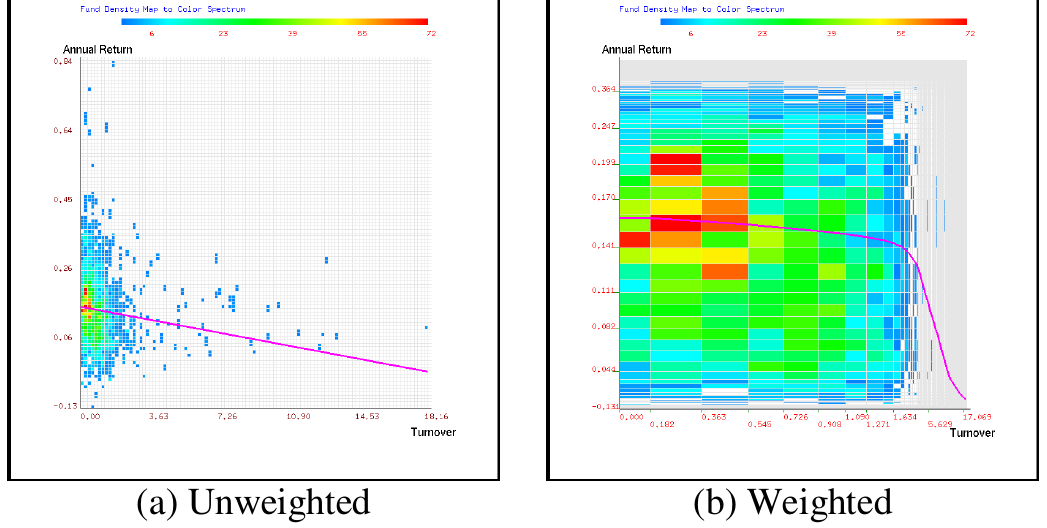 Fund Density Map to Color Spectrum
6 23 39 55 72
Annual Return
0.84
0.64
0.45
0.26
0.06
-0.13
0.00 3.63 7.26 10.90 14.53 18.16
Turnover
(a) Unweighted
Fund Density Map to Color Spectrum
6 23 39 55 72
Annual Return
0.364
0.247
0.199
0.170
0.141
0.111
0.082
0.044
-0.131
0.000 0.363 0.726 1.090 1.634 17.069
0.182 0.545 0.908 1.271 5.629
Turnover
(b) Weighted